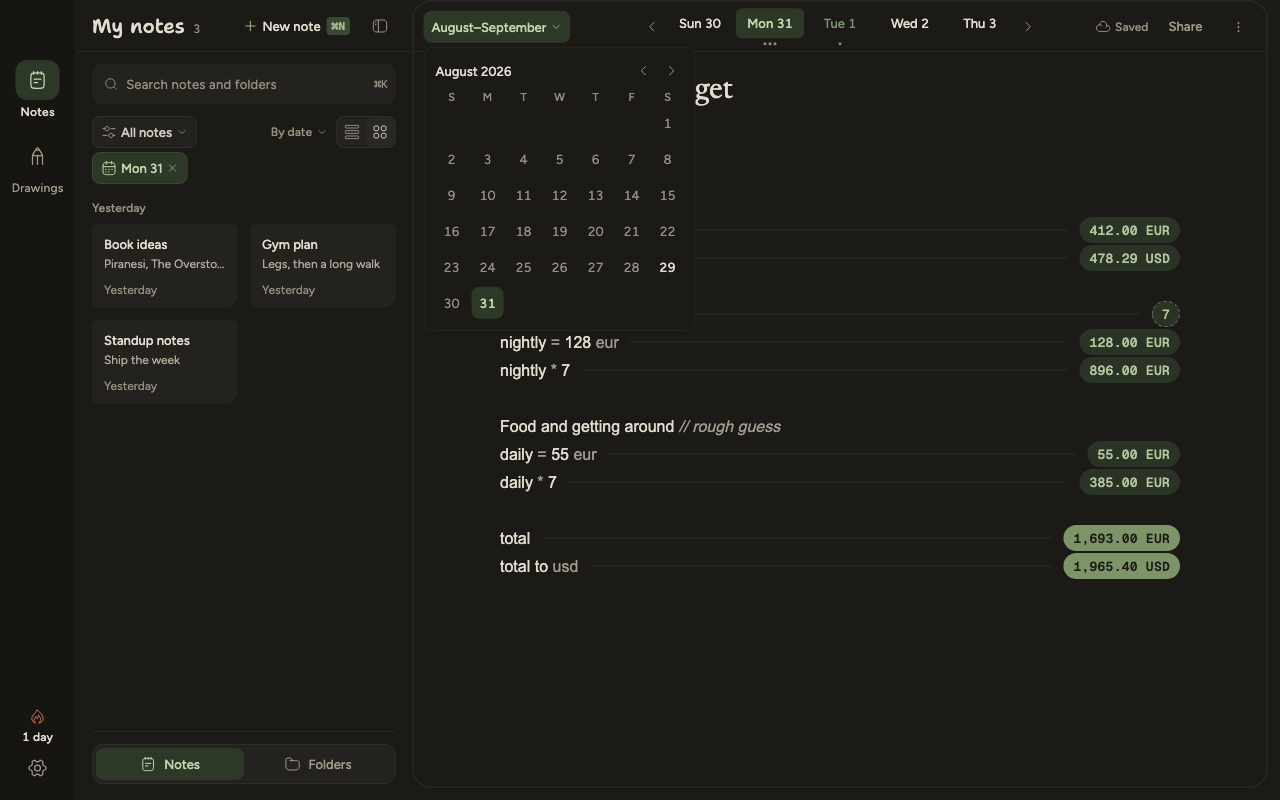 My notes 3
New note ⌘N
Notes
Drawings
1 day
Search notes and folders ⌘K
All notes
By date
Mon 31
Yesterday
Book ideas
Piranesi, The Oversto...
Yesterday
Gym plan
Legs, then a long walk
Yesterday
Standup notes
Ship the week
Yesterday
Notes
Folders
August–September
Sun 30
Mon 31
Tue 1
Wed 2
Thu 3
Saved
Share
August 2026
S M T W T F S
1
2 3 4 5 6 7 8
9 10 11 12 13 14 15
16 17 18 19 20 21 22
23 24 25 26 27 28 29
30 31
get
412.00 EUR
478.29 USD
7
nightly = 128 eur 128.00 EUR
nightly * 7 896.00 EUR
Food and getting around // rough guess
daily = 55 eur 55.00 EUR
daily * 7 385.00 EUR
total 1,693.00 EUR
total to usd 1,965.40 USD